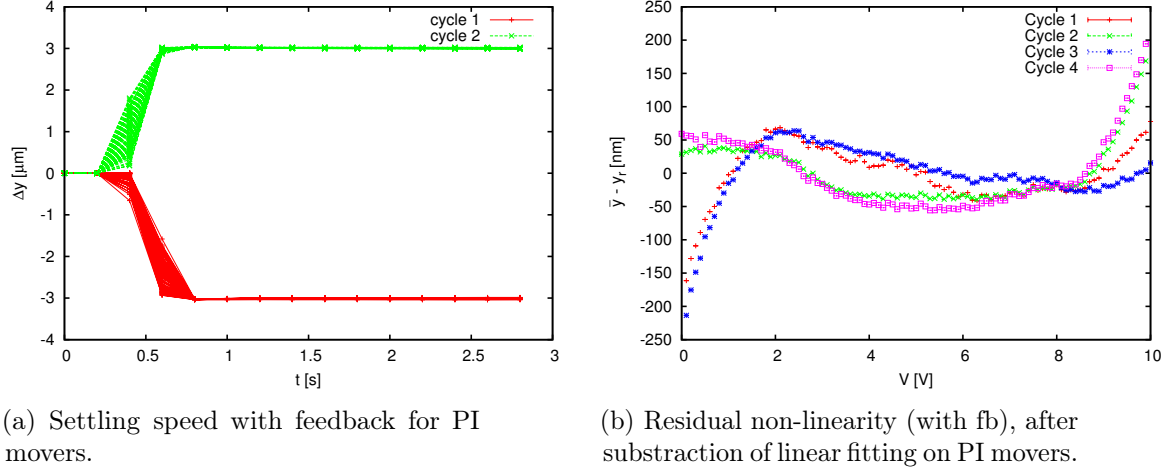 4
3
2
1
0
-1
-2
-3
-4
Δy [μm]
0
0.5
1
1.5
2
2.5
3
t [s]
cycle 1
cycle 2
250
200
150
100
50
0
-50
-100
-150
-200
-250
ȳ - yᵣ [nm]
0
2
4
6
8
10
V [V]
Cycle 1
Cycle 2
Cycle 3
Cycle 4
(a) Settling speed with feedback for PI
movers.
(b) Residual non-linearity (with fb), after
substraction of linear fitting on PI movers.